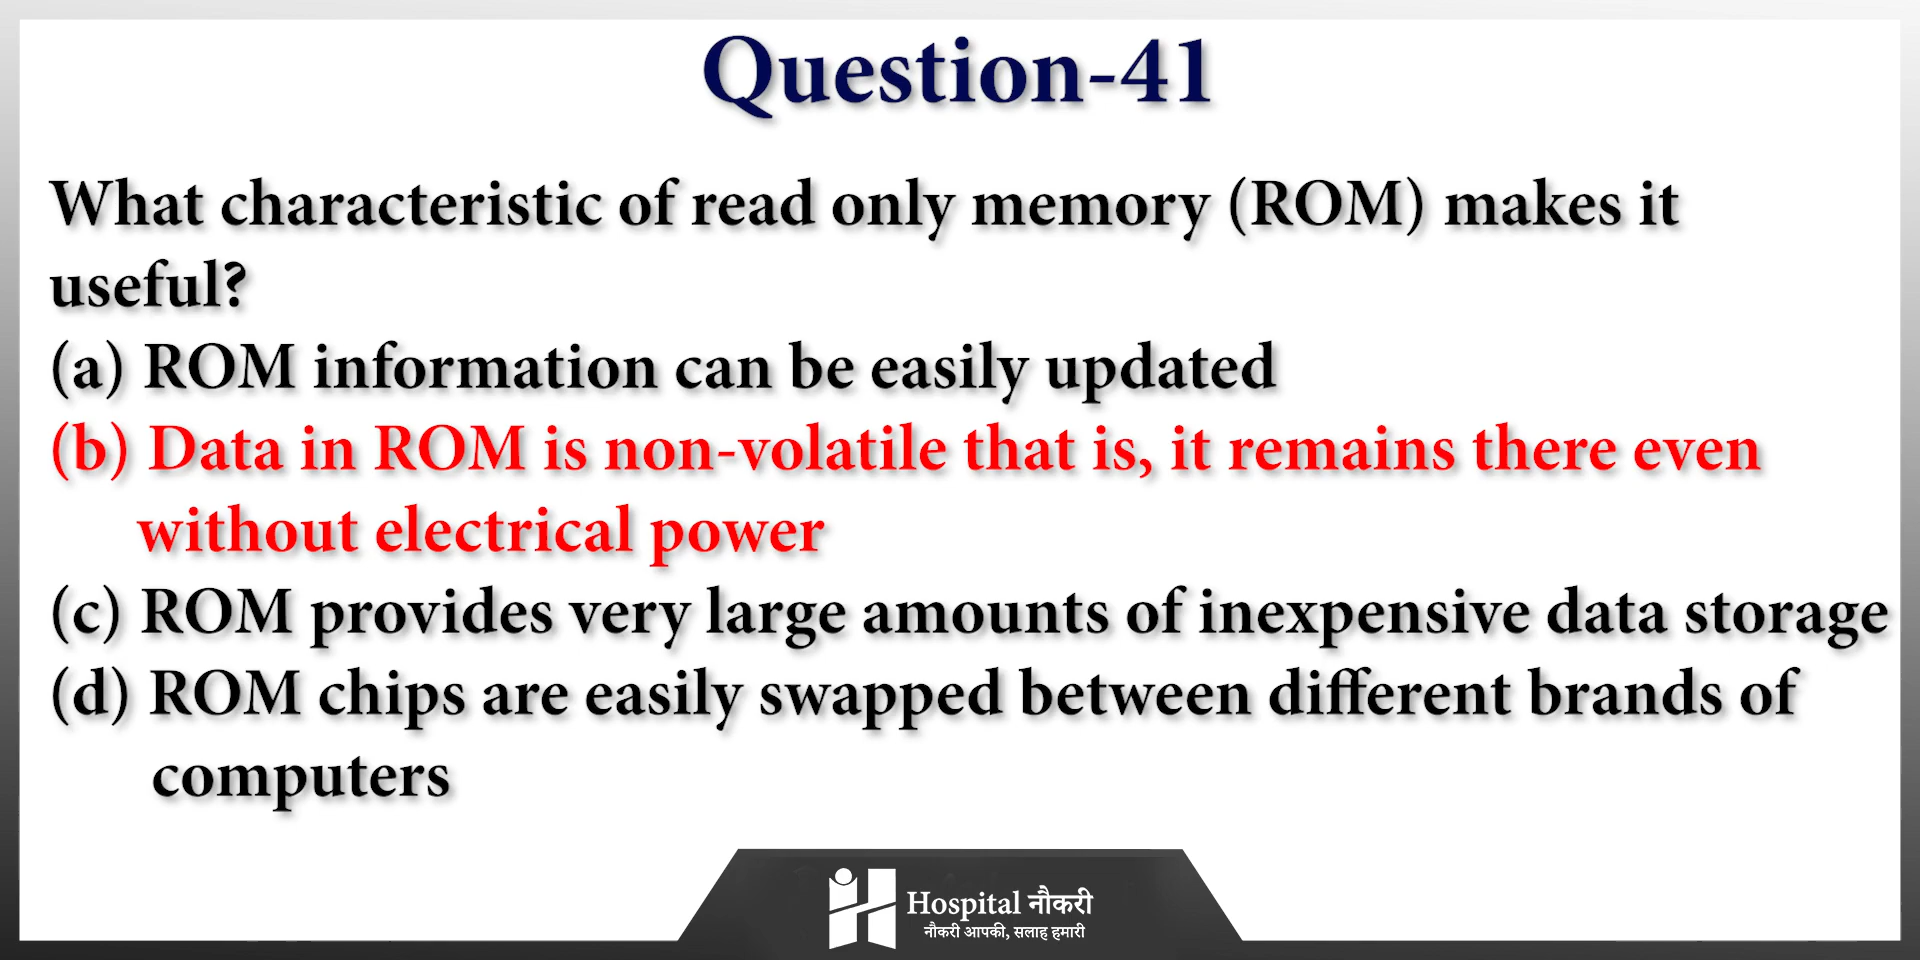 Question-41
What characteristic of read only memory (ROM) makes it
useful?
(a) ROM information can be easily updated
(b) Data in ROM is non-volatile that is, it remains there even
without electrical power
(c) ROM provides very large amounts of inexpensive data storage
(d) ROM chips are easily swapped between different brands of
computers
Hospital नौकरी
नौकरी आपकी, सलाह हमारी